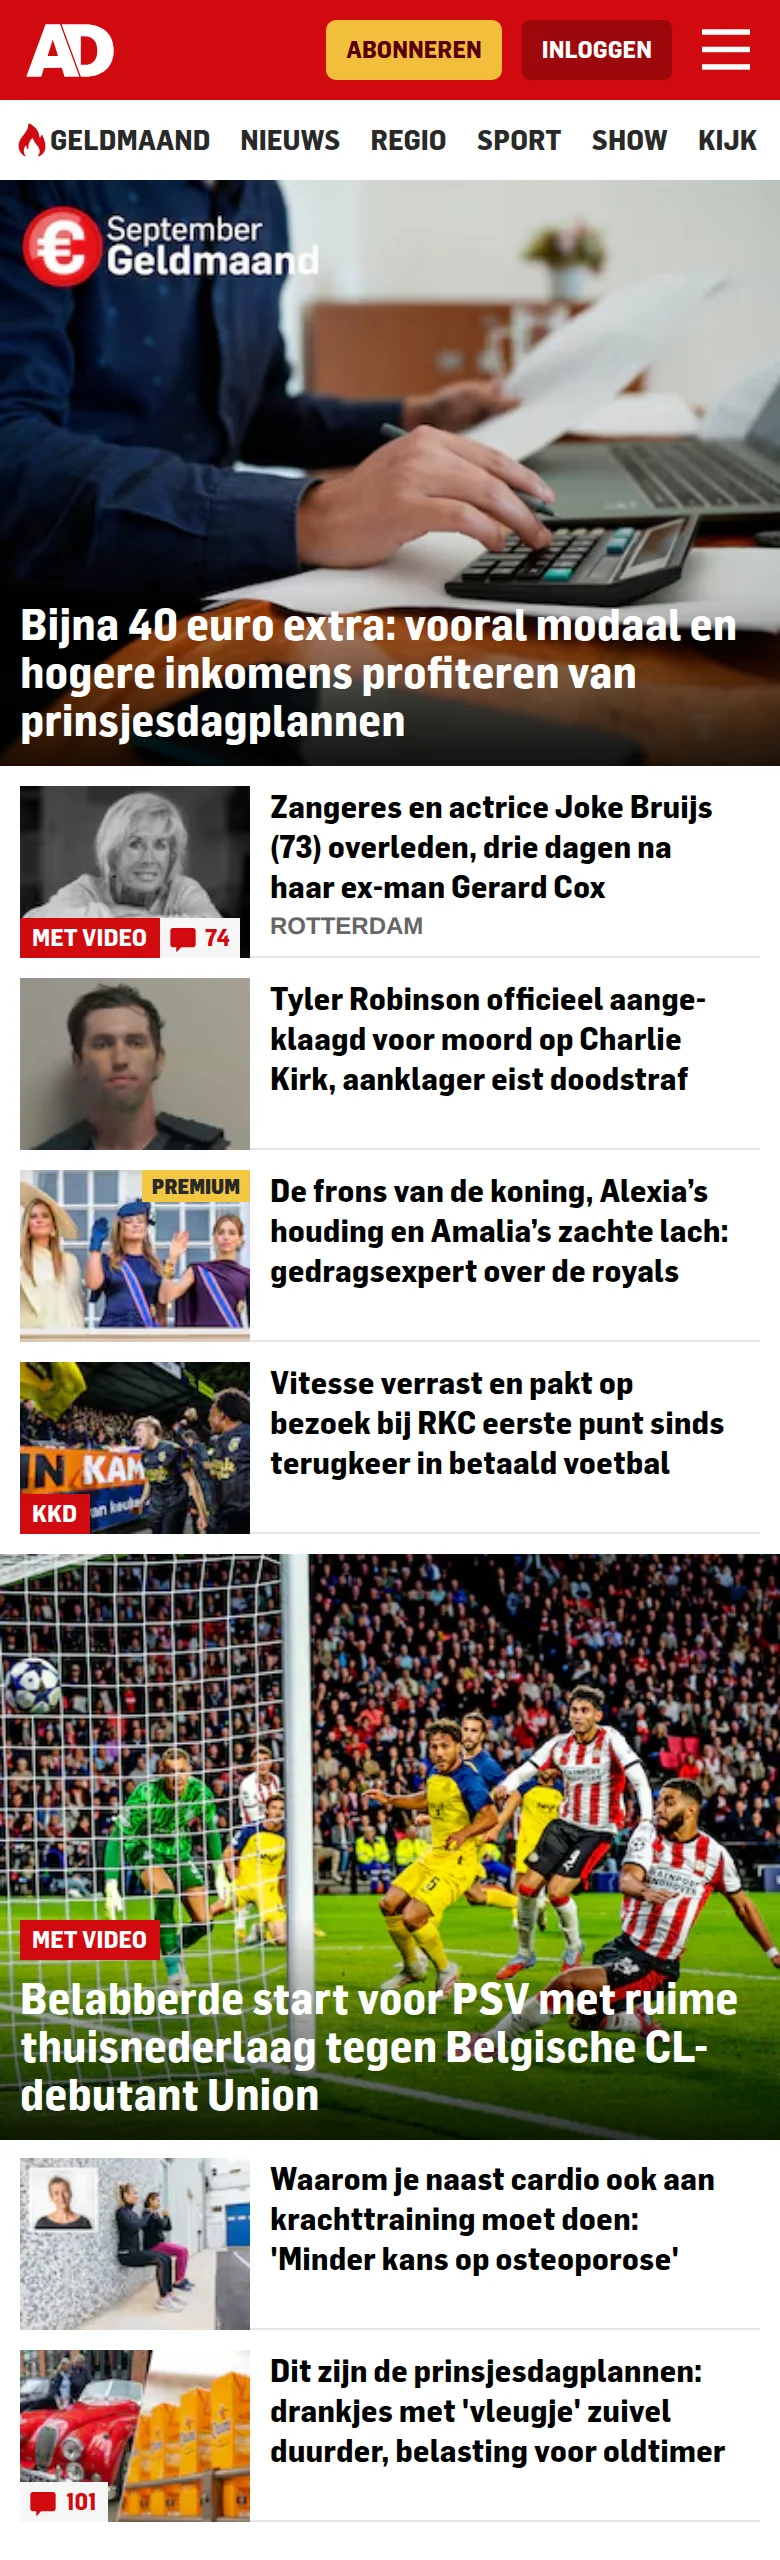 AD
ABONNEREN
INLOGGEN
GELDMAAND NIEUWS REGIO SPORT SHOW KIJK
€ September
Geldmaand
Bijna 40 euro extra: vooral modaal en
hogere inkomens profiteren van
prinsjesdagplannen
Zangeres en actrice Joke Bruijs
(73) overleden, drie dagen na
haar ex-man Gerard Cox
ROTTERDAM
MET VIDEO 74
Tyler Robinson officieel aange-
klaagd voor moord op Charlie
Kirk, aanklager eist doodstraf
PREMIUM
De frons van de koning, Alexia’s
houding en Amalia’s zachte lach:
gedragsexpert over de royals
Vitesse verrast en pakt op
bezoek bij RKC eerste punt sinds
terugkeer in betaald voetbal
IN KAM
an keuke
KKD
MET VIDEO
Belabberde start voor PSV met ruime
thuisnederlaag tegen Belgische CL-
debutant Union
Waarom je naast cardio ook aan
krachttraining moet doen:
'Minder kans op osteoporose'
Dit zijn de prinsjesdagplannen:
drankjes met 'vleugje' zuivel
duurder, belasting voor oldtimer
101